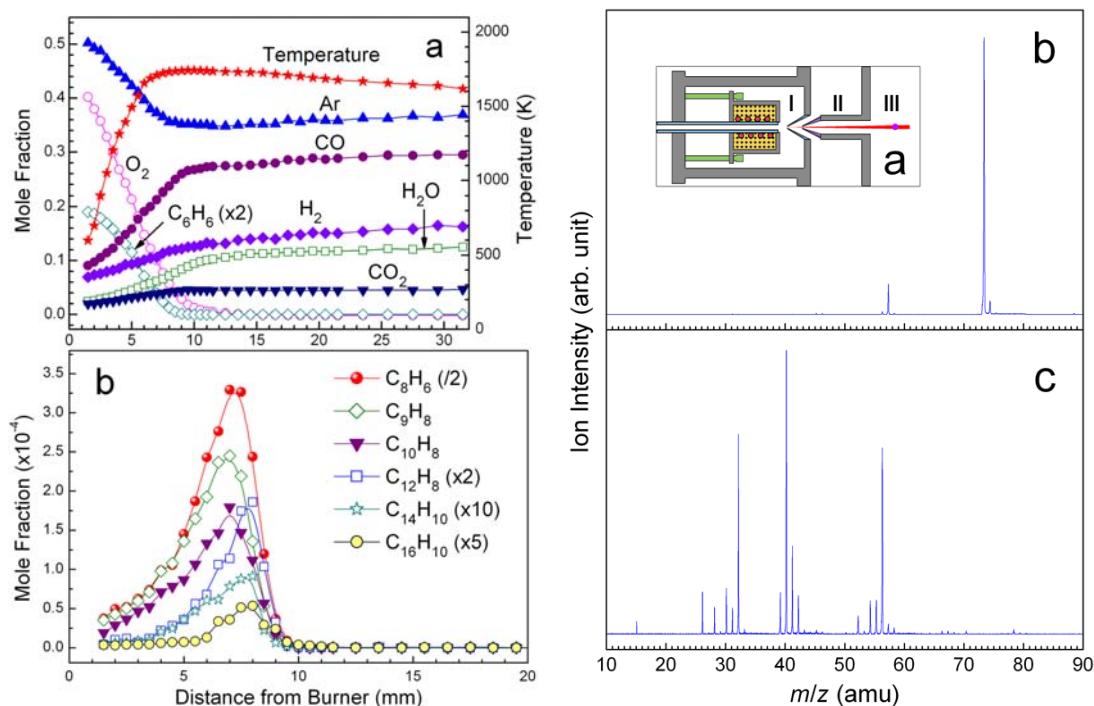 a
Temperature
Ar
CO
O2
C6H6 (x2)
H2
H2O
CO2
Mole Fraction
0.5
0.4
0.3
0.2
0.1
0.0
2000
1500
1000
500
0
Temperature (K)
0 5 10 15 20 25 30
b
C8H6 (/2)
C9H8
C10H8
C12H8 (x2)
C14H10 (x10)
C16H10 (x5)
Mole Fraction (x10-4)
4.0
3.5
3.0
2.5
2.0
1.5
1.0
0.5
0.0
0 5 10 15 20
Distance from Burner (mm)
b
I II III
a
c
Ion Intensity (arb. unit)
10 20 30 40 50 60 70 80 90
m/z (amu)